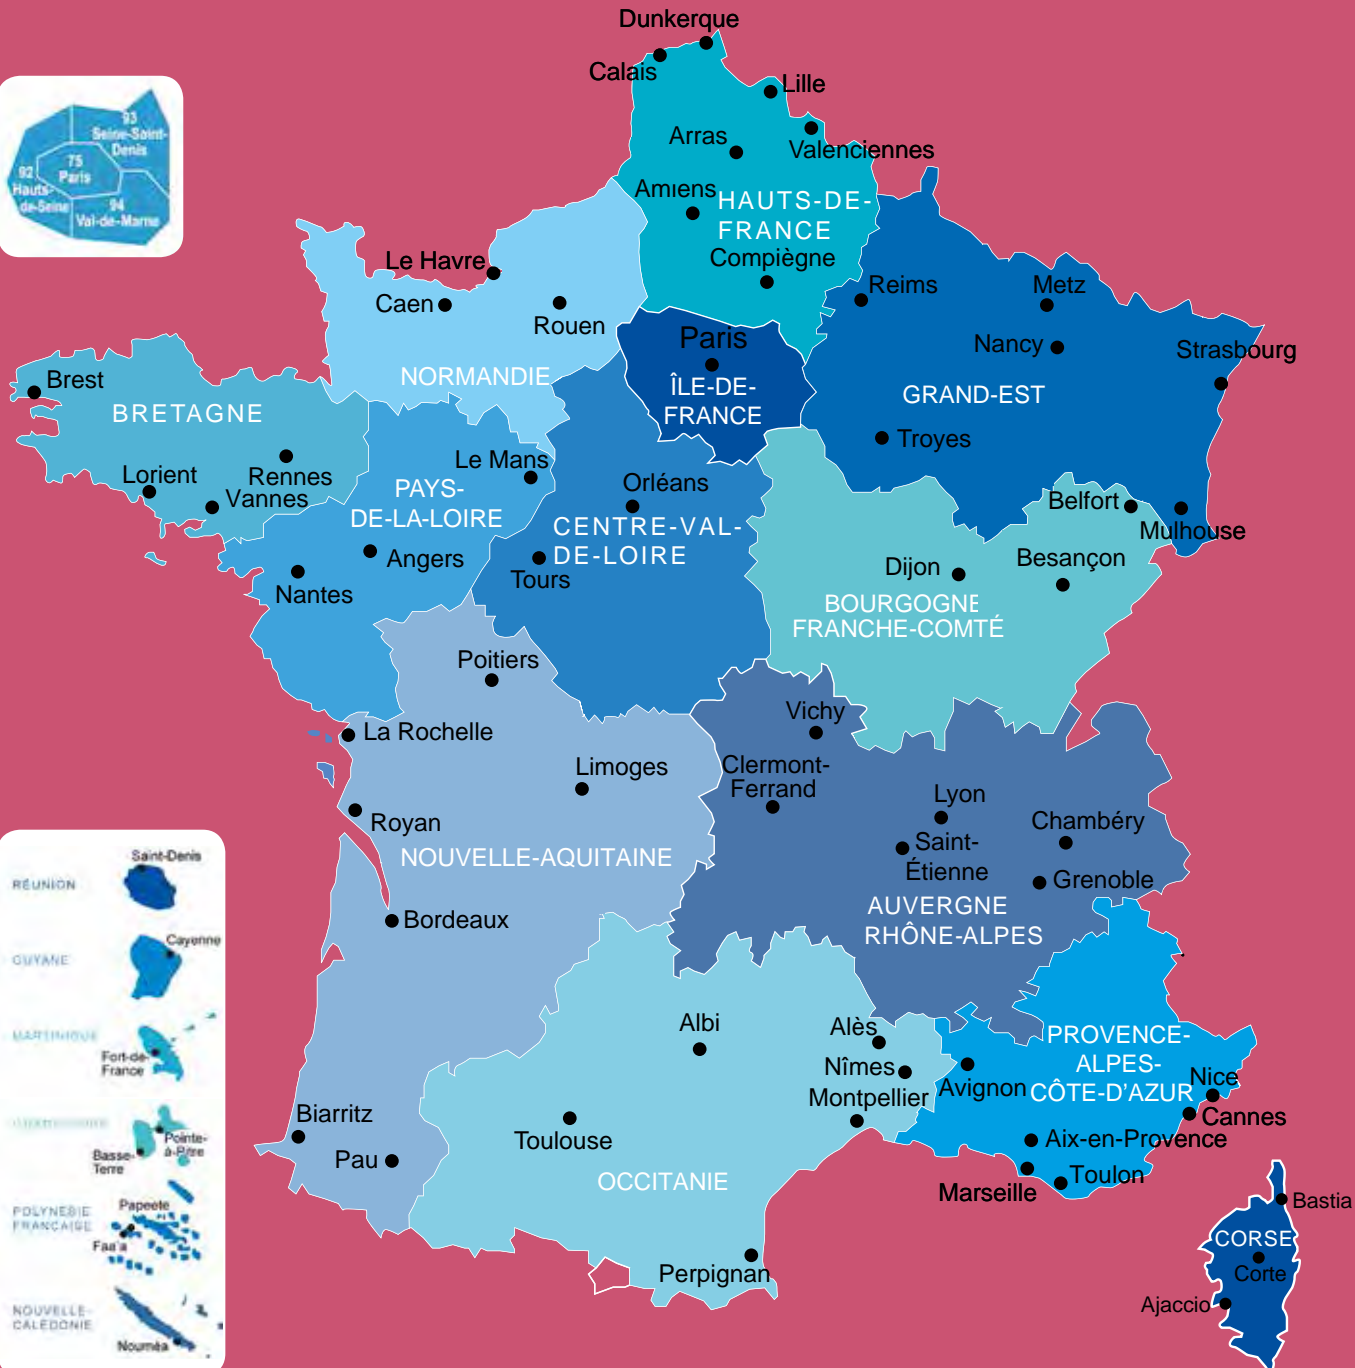 Dunkerque
Calais
Lille
Arras
Valenciennes
Amiens
HAUTS-DE-
FRANCE
Compiègne
93
Seine-Saint-
Denis
75
Paris
92
Hauts-
de-Seine
94
Val-de-Marne
Le Havre
Caen
Rouen
NORMANDIE
Reims
Metz
Nancy
Strasbourg
GRAND-EST
Troyes
Mulhouse
Paris
ÎLE-DE-
FRANCE
Brest
BRETAGNE
Lorient
Rennes
Vannes
Le Mans
PAYS-
DE-LA-LOIRE
Angers
Nantes
Orléans
CENTRE-VAL-
DE-LOIRE
Tours
Belfort
Dijon
Besançon
BOURGOGNE
FRANCHE-COMTÉ
Poitiers
La Rochelle
Limoges
Royan
NOUVELLE-AQUITAINE
Bordeaux
Biarritz
Pau
Vichy
Clermont-
Ferrand
Lyon
Chambéry
Saint-
Étienne
Grenoble
AUVERGNE
RHÔNE-ALPES
Albi
Alès
Nîmes
Montpellier
Toulouse
OCCITANIE
Perpignan
PROVENCE-
ALPES-
CÔTE-D'AZUR
Avignon
Nice
Cannes
Aix-en-Provence
Marseille
Toulon
Bastia
CORSE
Corte
Ajaccio
Saint-Denis
RÉUNION
Cayenne
GUYANE
MARTINIQUE
Fort-de-
France
Pointe-
à-Pitre
Basse-
Terre
POLYNÉSIE
FRANÇAISE
Papeete
Faa'a
NOUVELLE-
CALÉDONIE
Nouméa